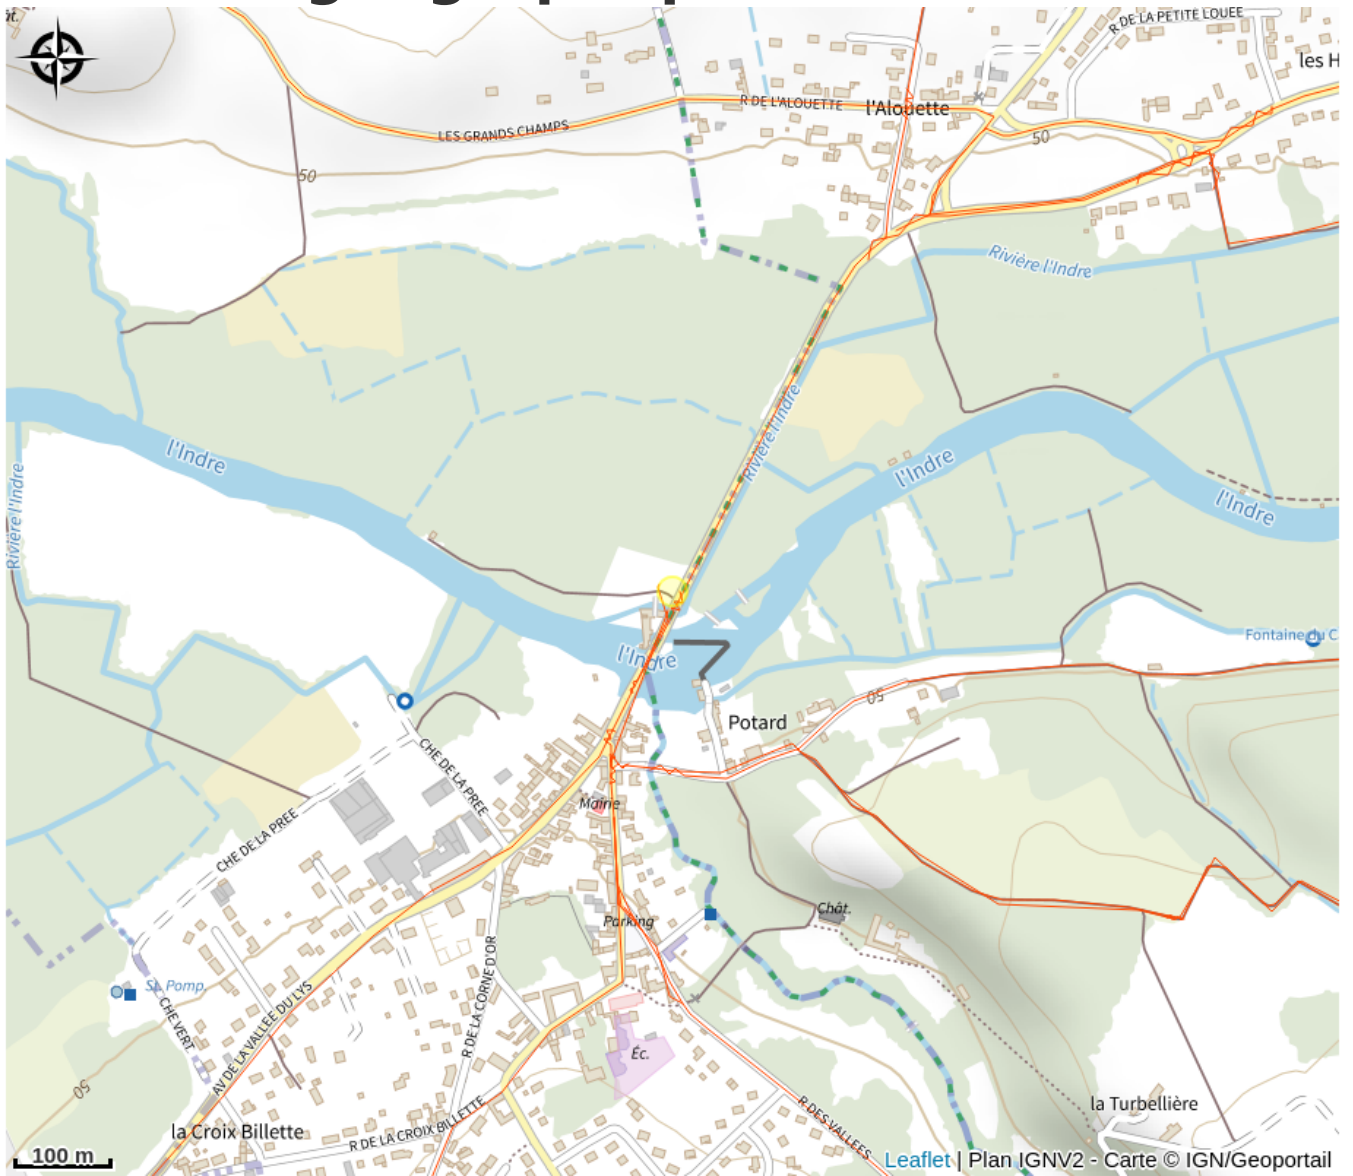 R DE LA PETITE LOUEE
les H
R DE L'ALOUETTE
l'Alouette
LES GRANDS CHAMPS
50
50
Rivière l'Indre
Rivière l'Indre
l'Indre
l'Indre
l'Indre
Rivière l'Indre
l'Indre
Fontaine du C
50
Potard
CHE DE LA PREE
Mairie
CHE DE LA PREE
Chât.
Parking
St. Pomp.
CHE VERT
AV DE LA VALLEE DU LYS
R DE LA CORNE D'OR
Éc.
50
la Turbellière
R DES VALLEES
la Croix Billette
R DE LA CROIX BILLETTE
100 m
Leaflet | Plan IGNV2 - Carte © IGN/Geoportail